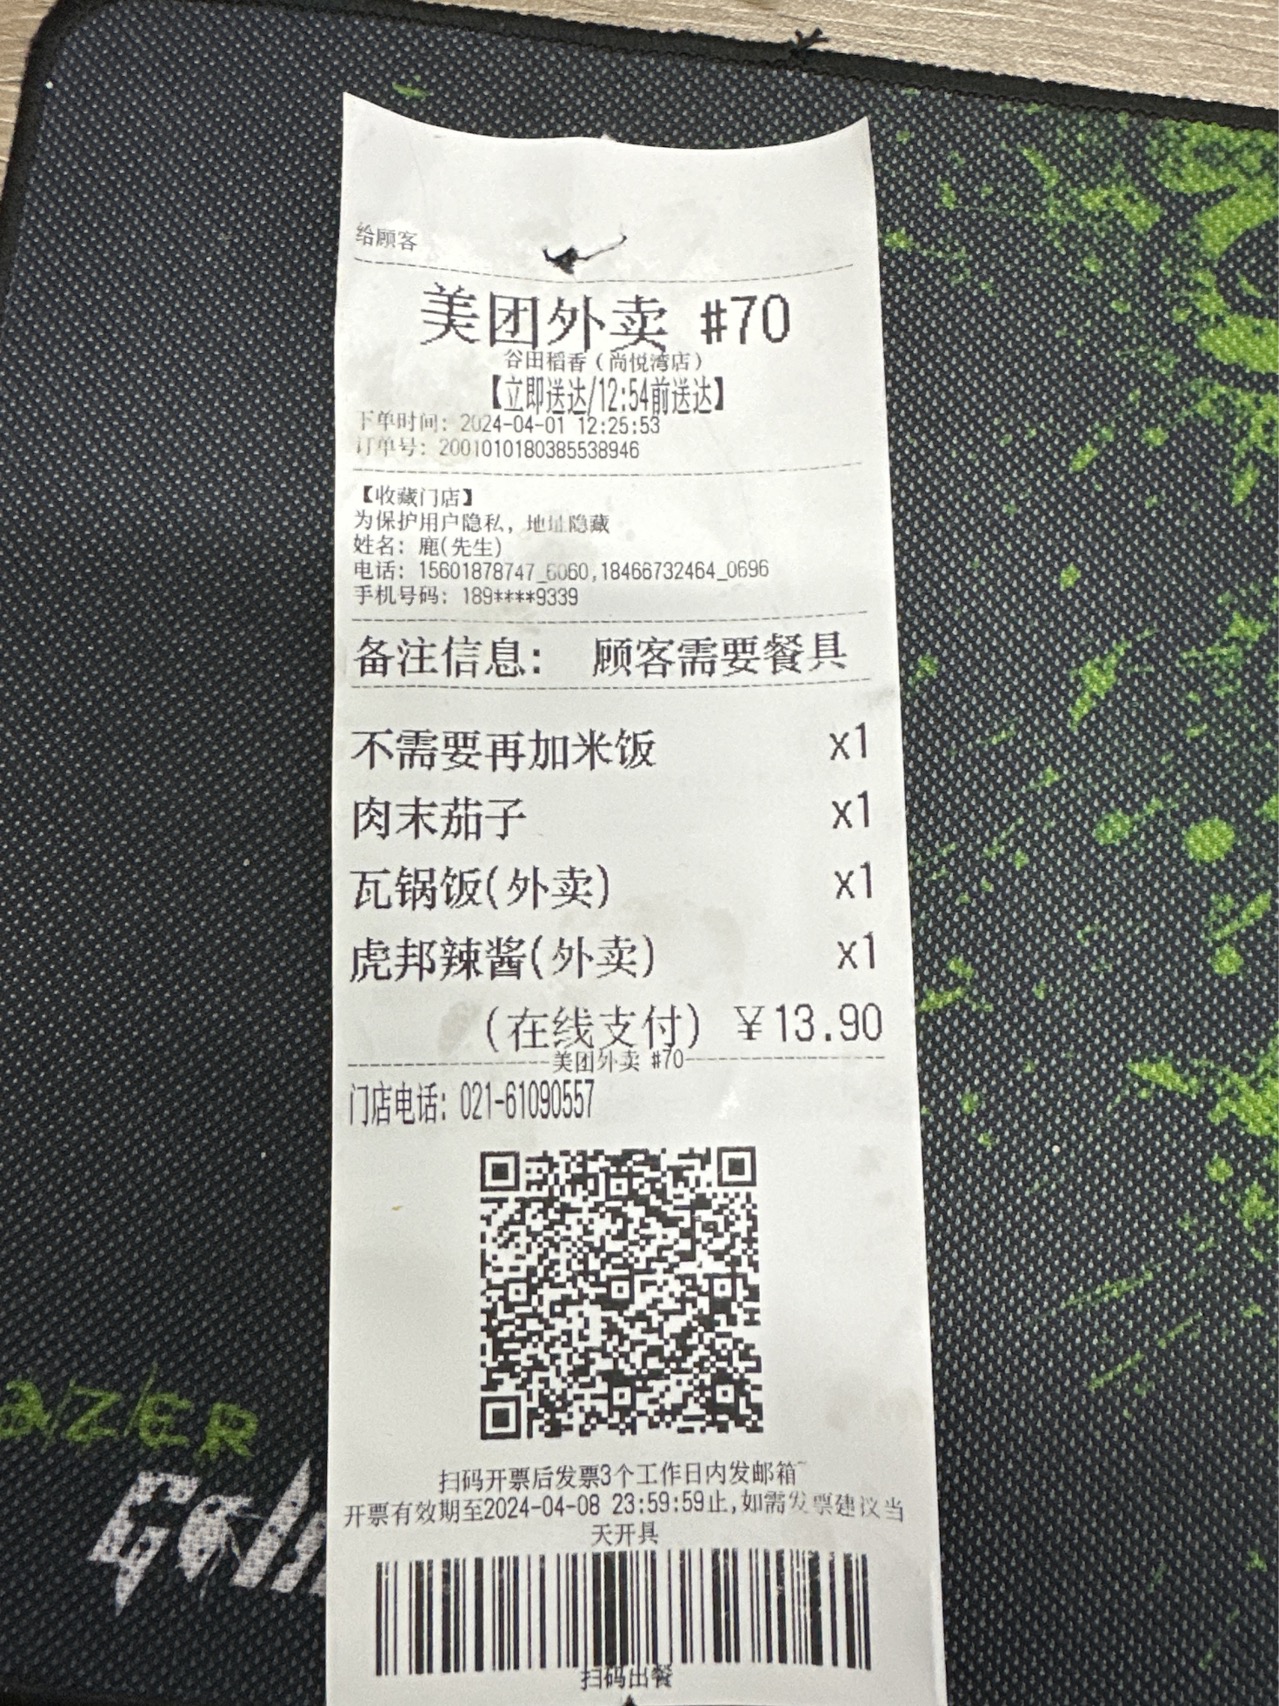 给顾客
美团外卖 #70
谷田稻香（尚悦湾店）
【立即送达/12:54前送达】
下单时间: 2024-04-01 12:25:53
订单号: 2001010180385538946
【收藏门店】
为保护用户隐私, 地址隐藏
姓名: 鹿(先生)
电话: 15601878747_6060,18466732464_0696
手机号码: 189****9339
备注信息: 顾客需要餐具
不需要再加米饭 x1
肉末茄子 x1
瓦锅饭(外卖) x1
虎邦辣酱(外卖) x1
(在线支付) ￥13.90
美团外卖 #70
门店电话: 021-61090557
扫码开票后发票3个工作日内发邮箱
开票有效期至2024-04-08 23:59:59止,如需发票建议当
天开具
扫码出餐
AZER